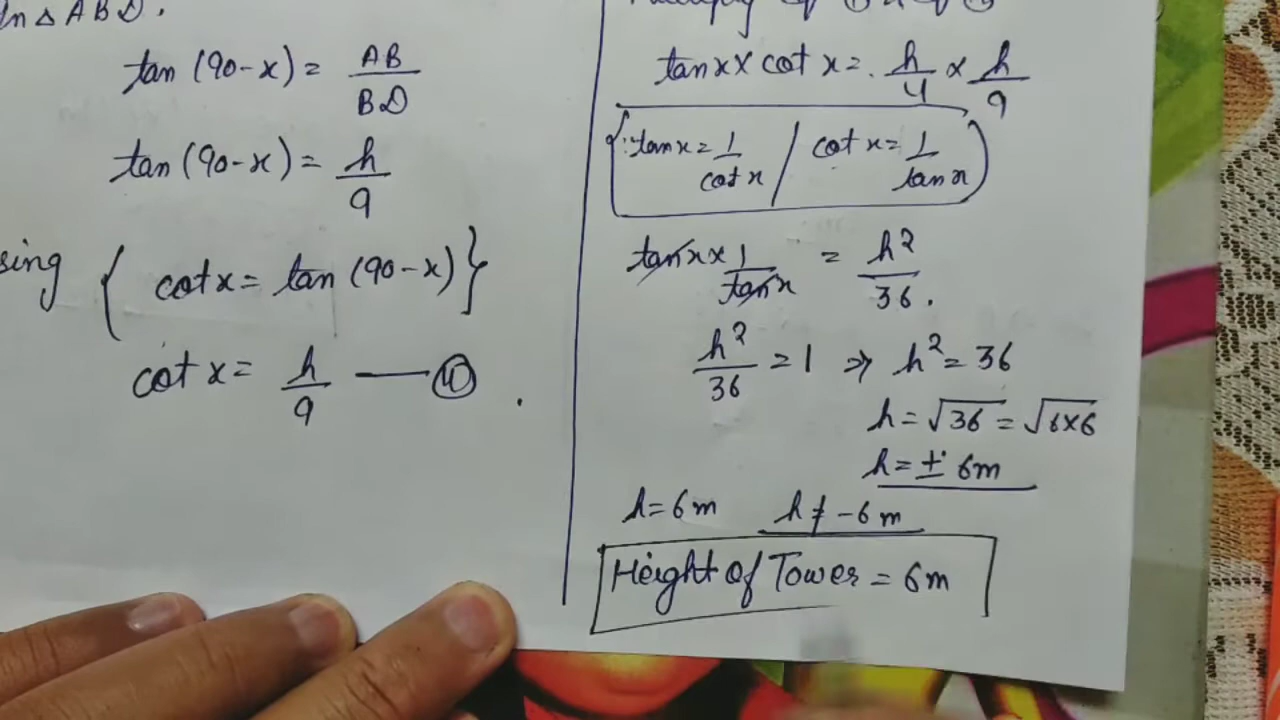 In △ ABD.
tan (90-x) = AB/BD
tan (90-x) = h/9
sing { cot x = tan (90-x) }
cot x = h/9 — (11)
.
of
tan x × cot x = . h/4 × h/9
{ ∵ tan x = 1/cot x / cot x = 1/tan x )
tan x × 1/tan x = h²/36 .
h²/36 = 1 ⇒ h² = 36
h = √36 = √6×6
h = ± 6m
h = 6m h ≠ -6m
Height of Tower = 6m